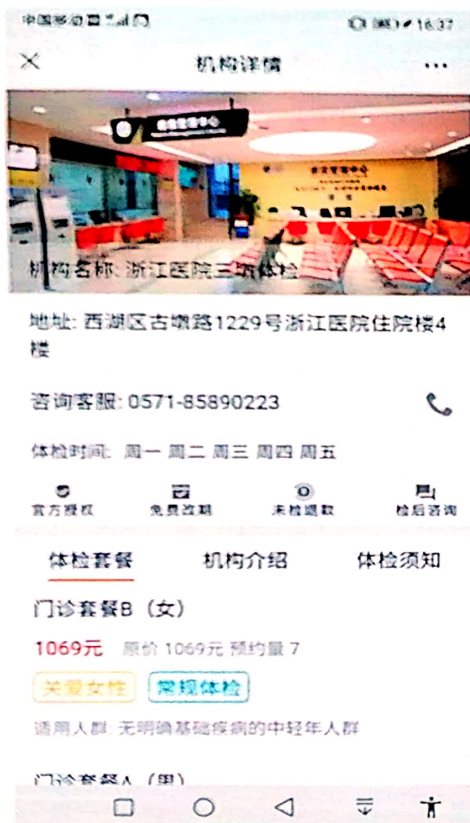 中国移动
16:37
机构详情
健康管理中心
机构名称: 浙江医院三墩体检
地址: 西湖区古墩路1229号浙江医院住院楼4
楼
咨询客服: 0571-85890223
体检时间: 周一 周二 周三 周四 周五
官方授权 免费改期 未检退款 检后咨询
体检套餐 机构介绍 体检须知
门诊套餐B（女）
1069元 原价 1069元 预约量 7
关爱女性 常规体检
适用人群: 无明确基础疾病的中轻年人群
门诊套餐A（男）